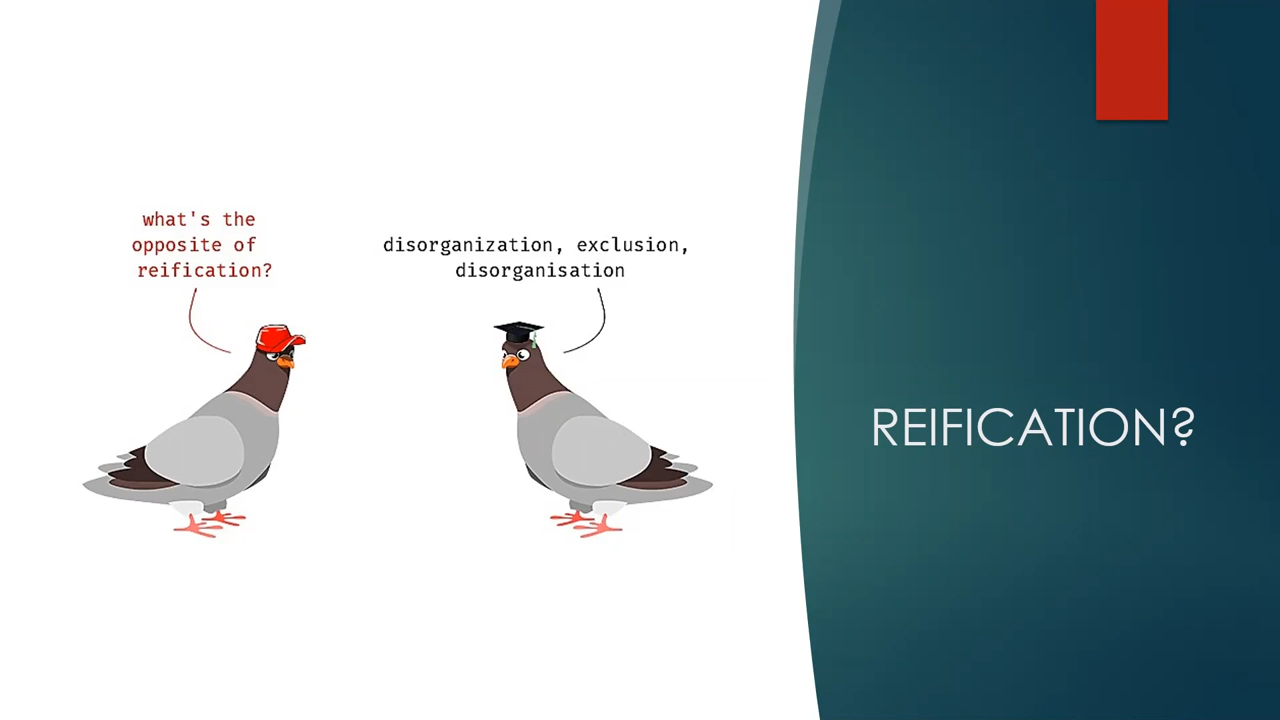 what's the
opposite of
reification?
disorganization, exclusion,
disorganisation
REIFICATION?